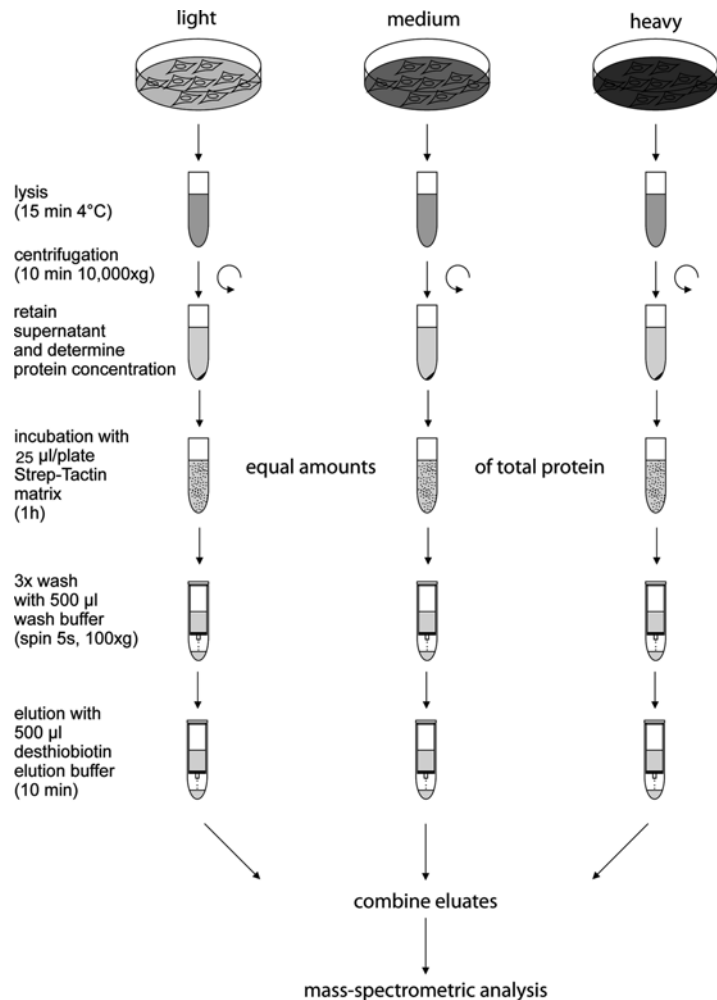 light
medium
heavy
lysis
(15 min 4°C)
centrifugation
(10 min 10,000xg)
retain
supernatant
and determine
protein concentration
incubation with
25 µl/plate
Strep-Tactin
matrix
(1h)
equal amounts
of total protein
3x wash
with 500 µl
wash buffer
(spin 5s, 100xg)
elution with
500 µl
desthiobiotin
elution buffer
(10 min)
combine eluates
mass-spectrometric analysis